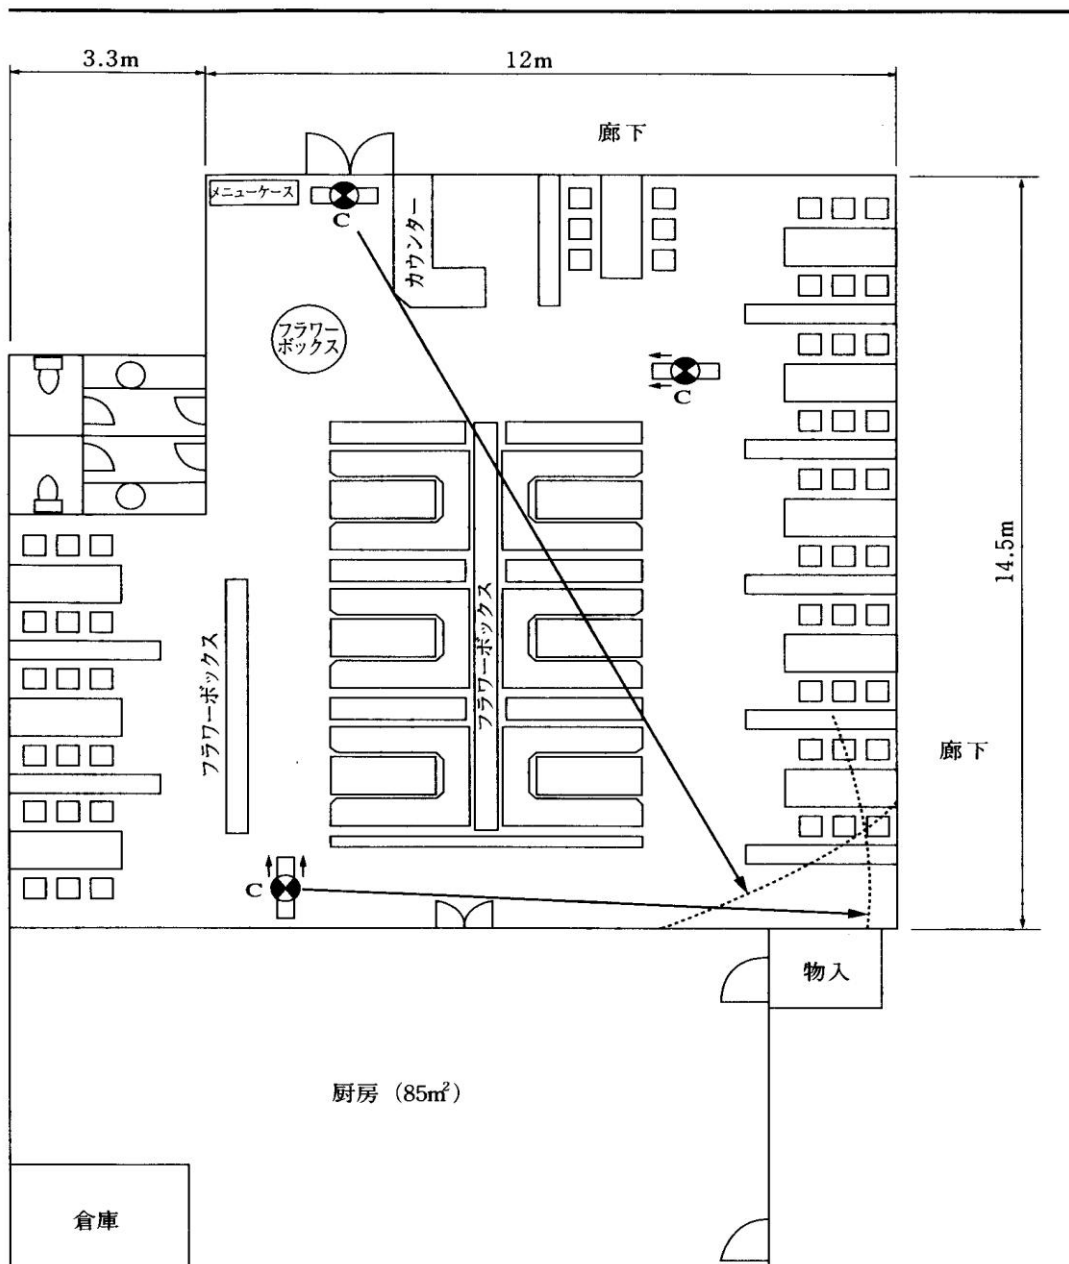 3.3m
12m
廊下
メニューケース
C
カウンター
フラワー
ボックス
C
14.5m
フラワーボックス
フラワーボックス
廊下
C
物入
厨房 (85m²)
倉庫